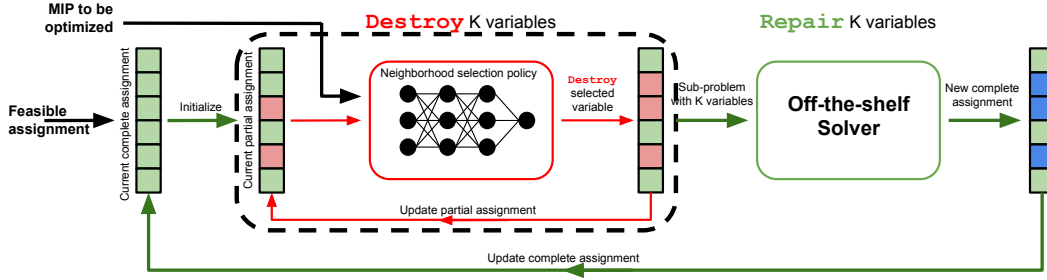 MIP to be
optimized
Destroy K variables
Repair K variables
Feasible
assignment
Current complete assignment
Initialize
Current partial assignment
Neighborhood selection policy
Destroy
selected
variable
Sub-problem
with K variables
Off-the-shelf
Solver
New complete
assignment
Update partial assignment
Update complete assignment